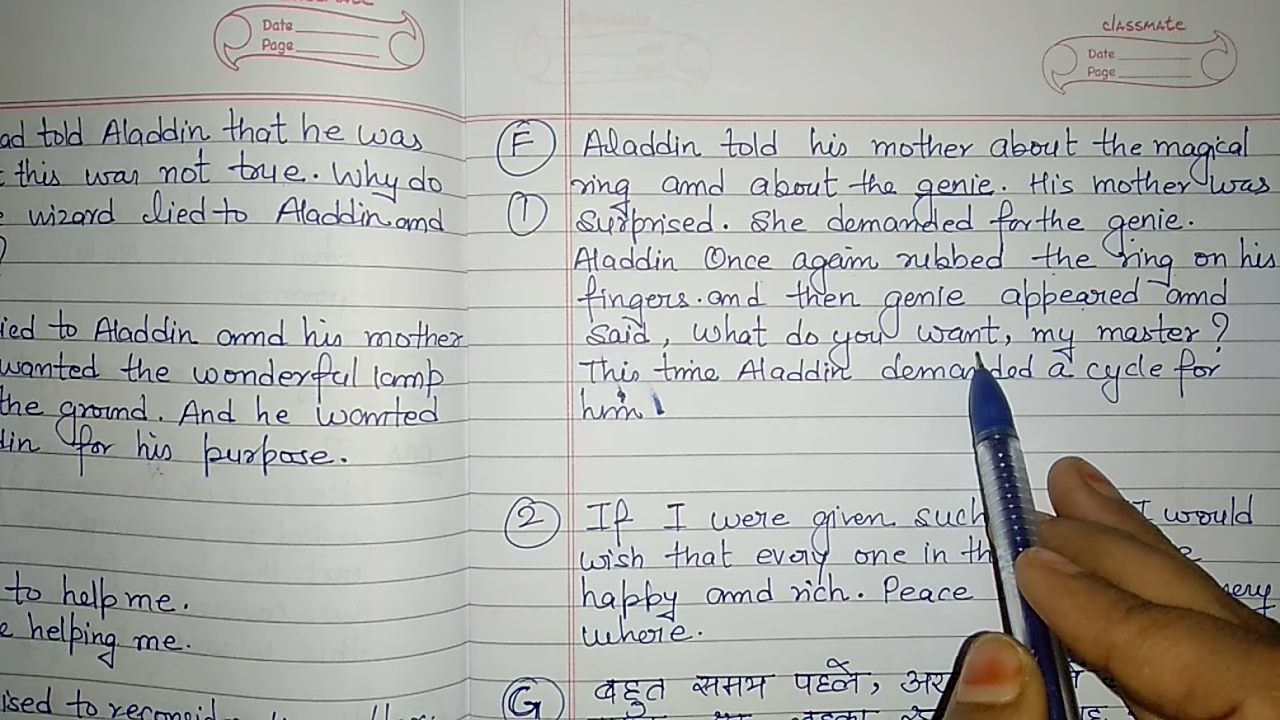 Date
Page
ad told Aladdin that he was
this was not true. Why do
wizard lied to Aladdin and
?
ied to Aladdin and his mother
wanted the wonderful lamp
the ground. And he wanted
din for his purpose.
to help me.
e helping me.
ised to
classmate
Date
Page
F Aladdin told his mother about the magical
ring and about the genie. His mother was
1 surprised. She demanded for the genie.
Aladdin Once again rubbed the ring on his
fingers. and then genie appeared and
said, what do you want, my master?
This time Aladdin demanded a cycle for
him
2 If I were given such I would
wish that every one in
happy and rich. Peace
where.
G बहुत समय पहले,